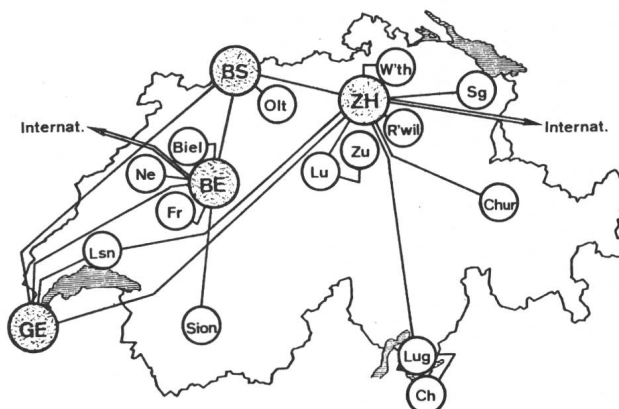 BS
W'th
ZH
Sg
Olt
Internat.
Internat.
R'wil
Biel
Zu
Ne
BE
Lu
Fr
Chur
Lsn
GE
Sion
Lug
Ch